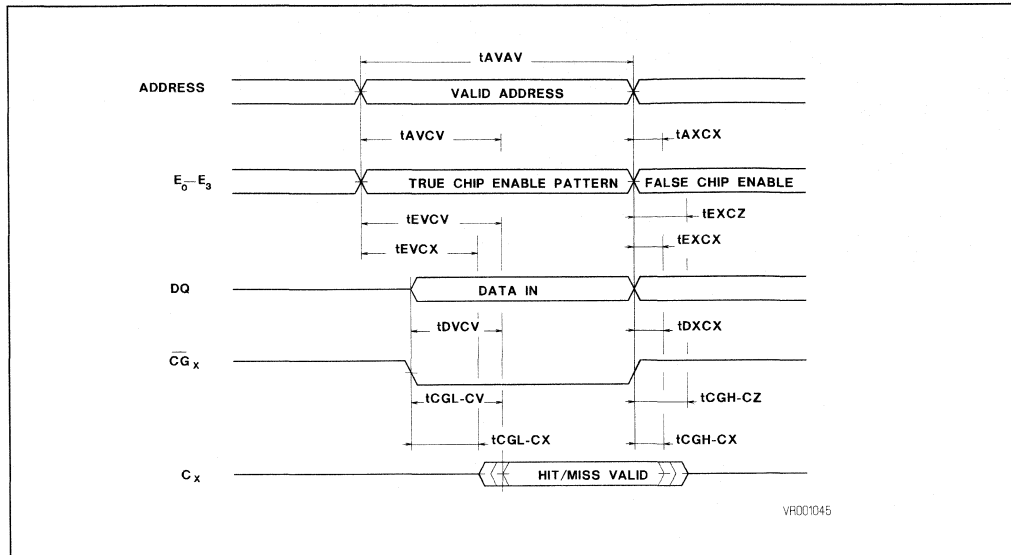 tAVAV
ADDRESS
VALID ADDRESS
tAVCV
tAXCX
E0–E3
TRUE CHIP ENABLE PATTERN
FALSE CHIP ENABLE
tEVCV
tEXCZ
tEVCX
tEXCX
DQ
DATA IN
tDVCV
tDXCX
C̅G̅x
tCGL-CV
tCGH-CZ
tCGL-CX
tCGH-CX
Cx
HIT/MISS VALID
VR001045